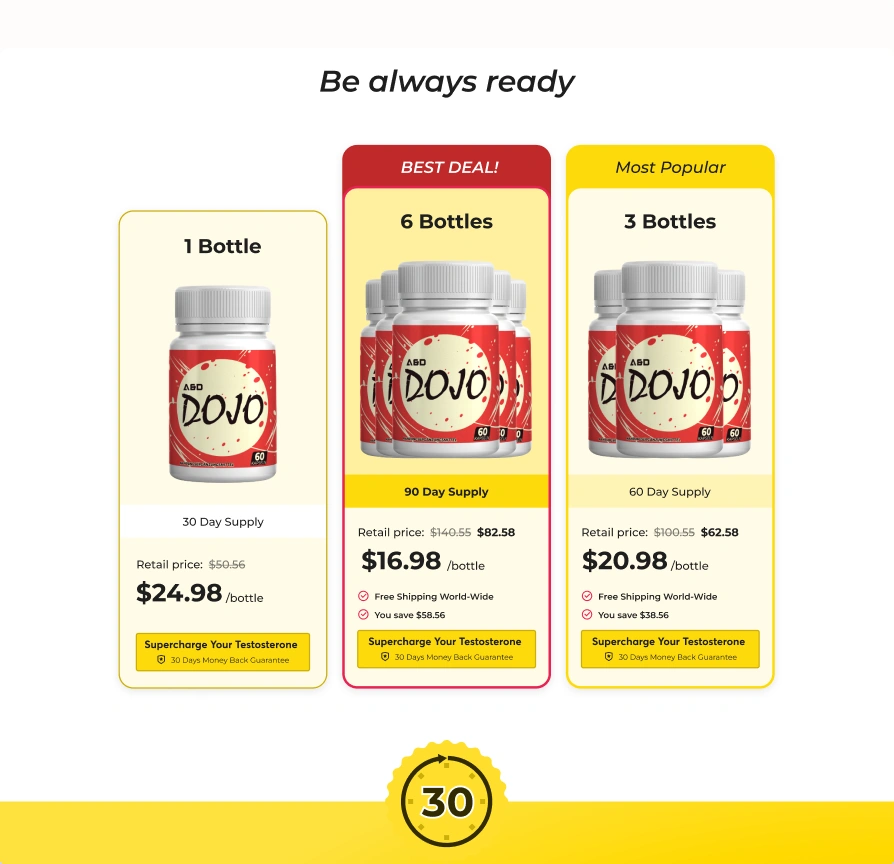 Be always ready
1 Bottle
A&D
DOJO
60
30 Day Supply
Retail price: $50.56
$24.98 /bottle
Supercharge Your Testosterone
30 Days Money Back Guarantee
BEST DEAL!
6 Bottles
A&D
DOJO
60
90 Day Supply
Retail price: $140.55 $82.58
$16.98 /bottle
Free Shipping World-Wide
You save $58.56
Supercharge Your Testosterone
30 Days Money Back Guarantee
Most Popular
3 Bottles
A&D
DOJO
60
60 Day Supply
Retail price: $100.55 $62.58
$20.98 /bottle
Free Shipping World-Wide
You save $38.56
Supercharge Your Testosterone
30 Days Money Back Guarantee
30